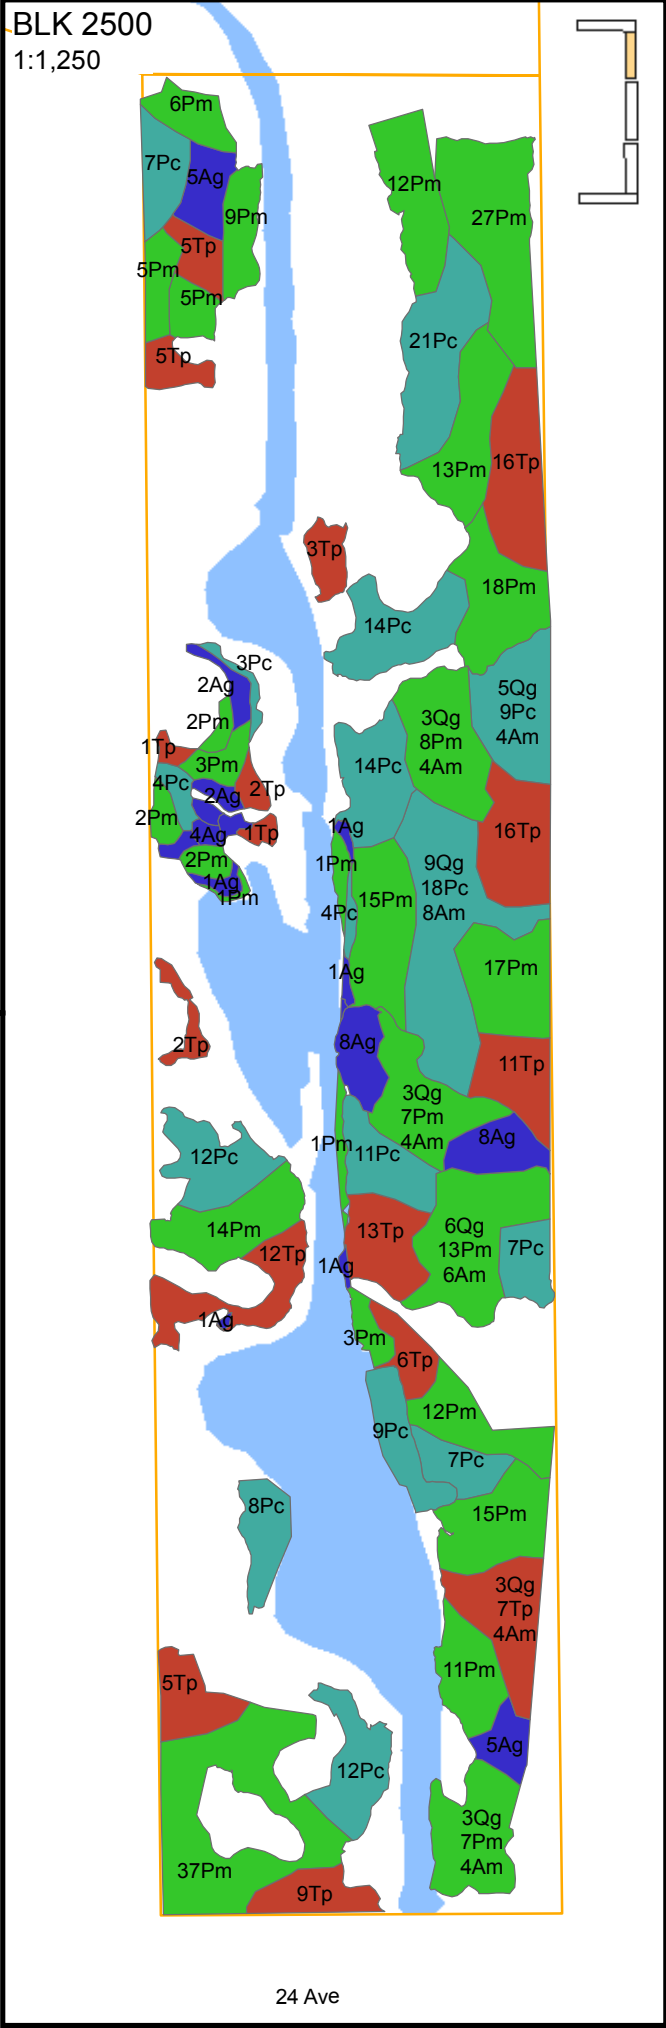 BLK 2500
1:1,250
6Pm
7Pc
5Ag
9Pm
5Tp
5Pm
5Pm
5Tp
12Pm
27Pm
21Pc
13Pm
16Tp
3Tp
18Pm
14Pc
3Pc
2Ag
2Pm
1Tp
3Pm
4Pc
2Ag
2Tp
2Pm
4Ag
1Tp
2Pm
1Ag
1Pm
5Qg
9Pc
4Am
3Qg
8Pm
4Am
14Pc
16Tp
1Ag
1Pm
9Qg
18Pc
8Am
15Pm
4Pc
17Pm
1Ag
2Tp
8Ag
11Tp
3Qg
7Pm
4Am
8Ag
1Pm
11Pc
12Pc
14Pm
12Tp
13Tp
6Qg
13Pm
6Am
7Pc
1Ag
1Ag
3Pm
6Tp
12Pm
9Pc
7Pc
8Pc
15Pm
3Qg
7Tp
4Am
11Pm
5Tp
5Ag
12Pc
3Qg
7Pm
4Am
37Pm
9Tp
24 Ave